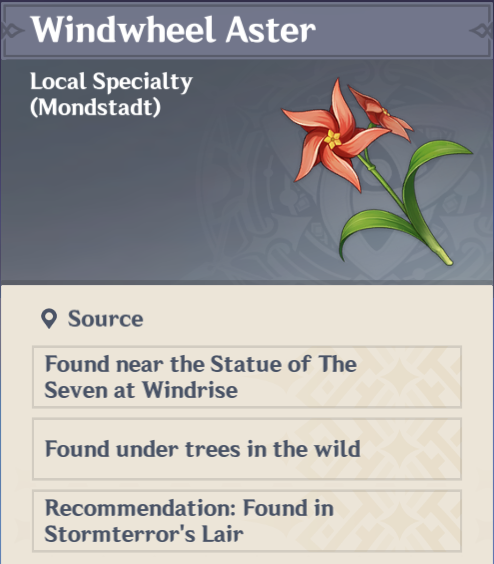 Windwheel Aster
Local Specialty
(Mondstadt)
Source
Found near the Statue of The
Seven at Windrise
Found under trees in the wild
Recommendation: Found in
Stormterror's Lair